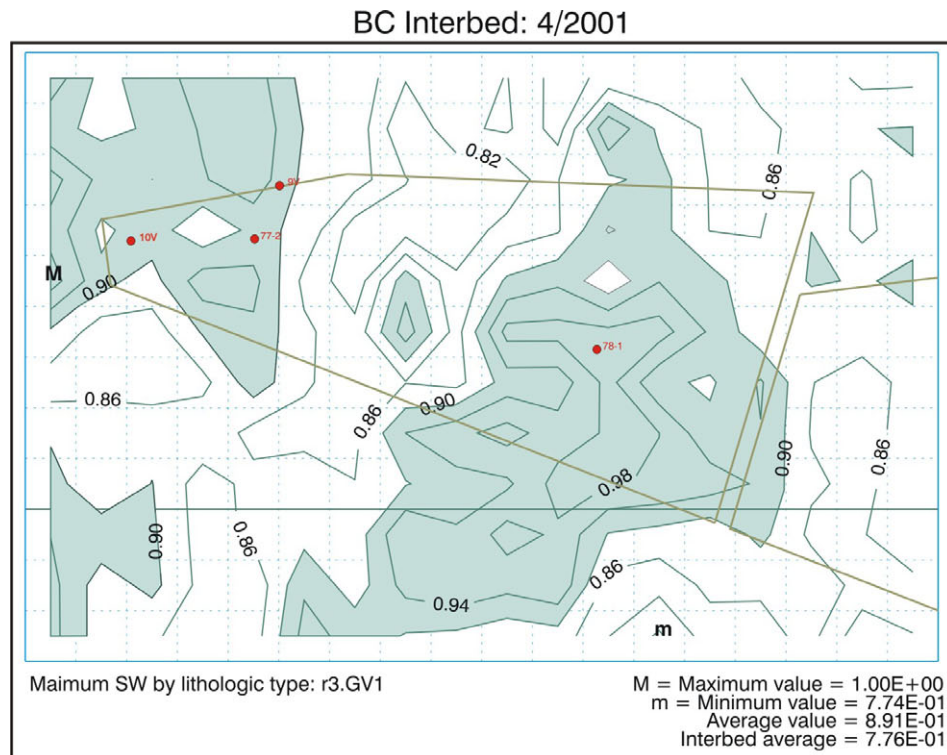 BC Interbed: 4/2001
0.82
0.86
9V
10V
77-2
M
0.90
78-1
0.86
0.86
0.90
0.90
0.86
0.98
0.90
0.86
0.86
0.94
m
Maimum SW by lithologic type: r3.GV1
M = Maximum value = 1.00E+00
m = Minimum value = 7.74E-01
Average value = 8.91E-01
Interbed average = 7.76E-01